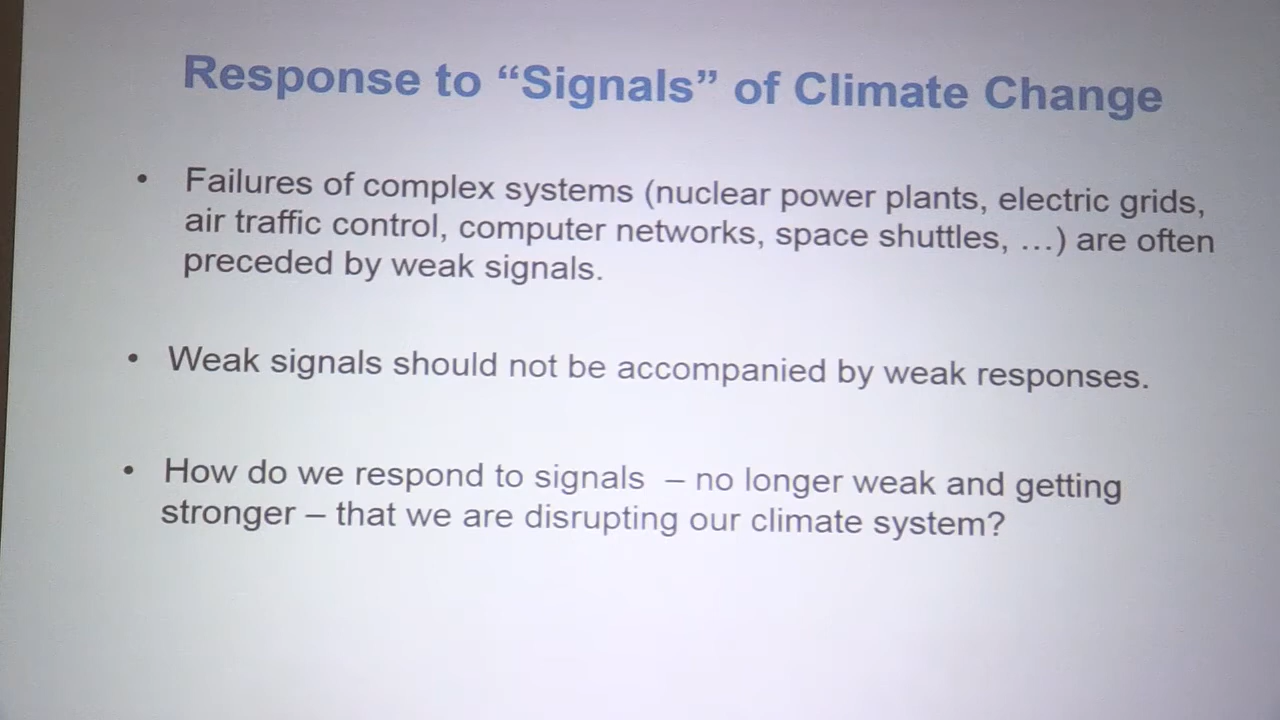 Response to “Signals” of Climate Change
• Failures of complex systems (nuclear power plants, electric grids,
air traffic control, computer networks, space shuttles, …) are often
preceded by weak signals.
• Weak signals should not be accompanied by weak responses.
• How do we respond to signals – no longer weak and getting
stronger – that we are disrupting our climate system?